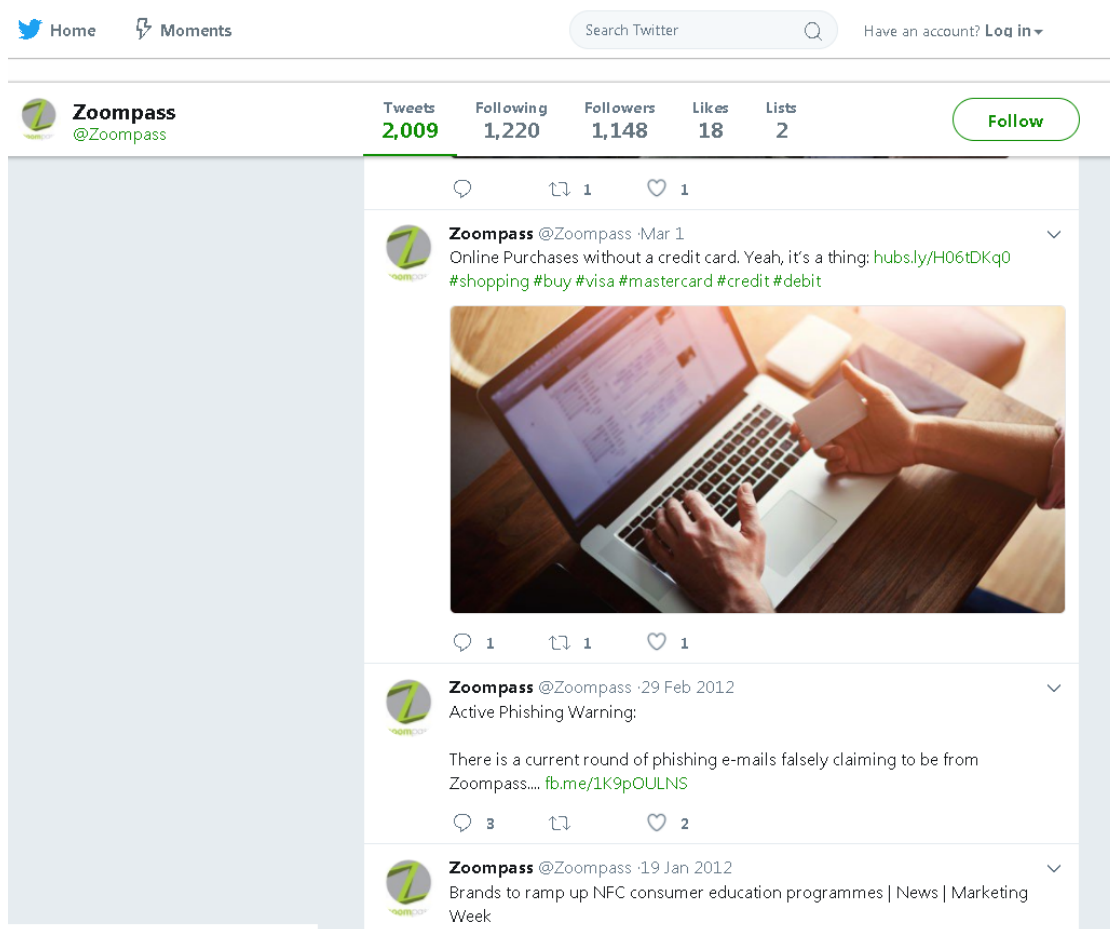 Home Moments Search Twitter Have an account? Log in
Zoompass Tweets Following Followers Likes Lists
@Zoompass 2,009 1,220 1,148 18 2 Follow
1 1
Zoompass @Zoompass ·Mar 1
Online Purchases without a credit card. Yeah, it's a thing: hubs.ly/H06tDKq0
#shopping #buy #visa #mastercard #credit #debit
1 1 1
Zoompass @Zoompass ·29 Feb 2012
Active Phishing Warning:
There is a current round of phishing e-mails falsely claiming to be from
Zoompass.... fb.me/1K9pOULNS
3 2
Zoompass @Zoompass ·19 Jan 2012
Brands to ramp up NFC consumer education programmes | News | Marketing
Week